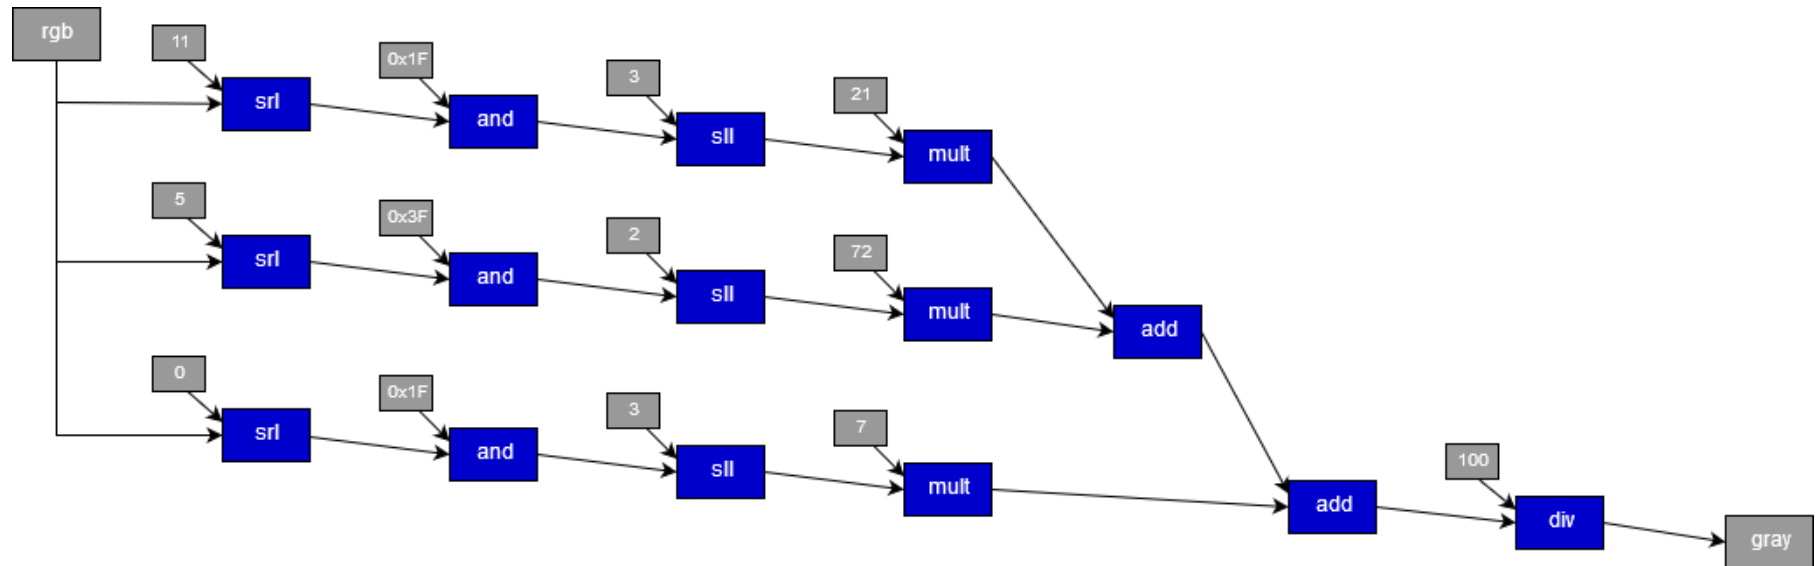 rgb
11
srl
0x1F
and
3
sll
21
mult
5
srl
0x3F
and
2
sll
72
mult
add
0
srl
0x1F
and
3
sll
7
mult
add
100
div
gray